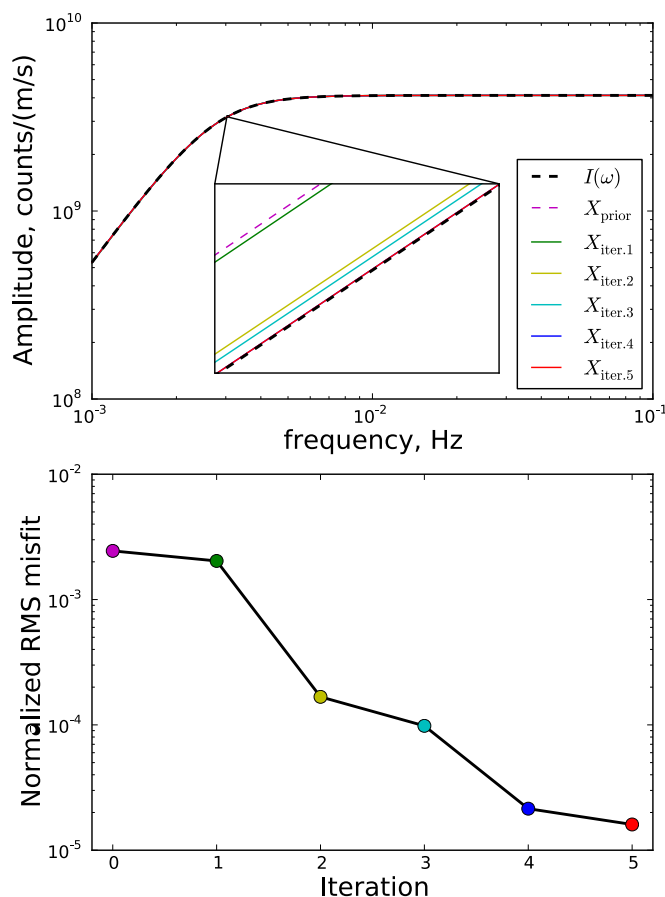 10^10
10^9
10^8
Amplitude, counts/(m/s)
10^-3
10^-2
10^-1
frequency, Hz
I(ω)
X_prior
X_iter.1
X_iter.2
X_iter.3
X_iter.4
X_iter.5
10^-2
10^-3
10^-4
10^-5
Normalized RMS misfit
0 1 2 3 4 5
Iteration